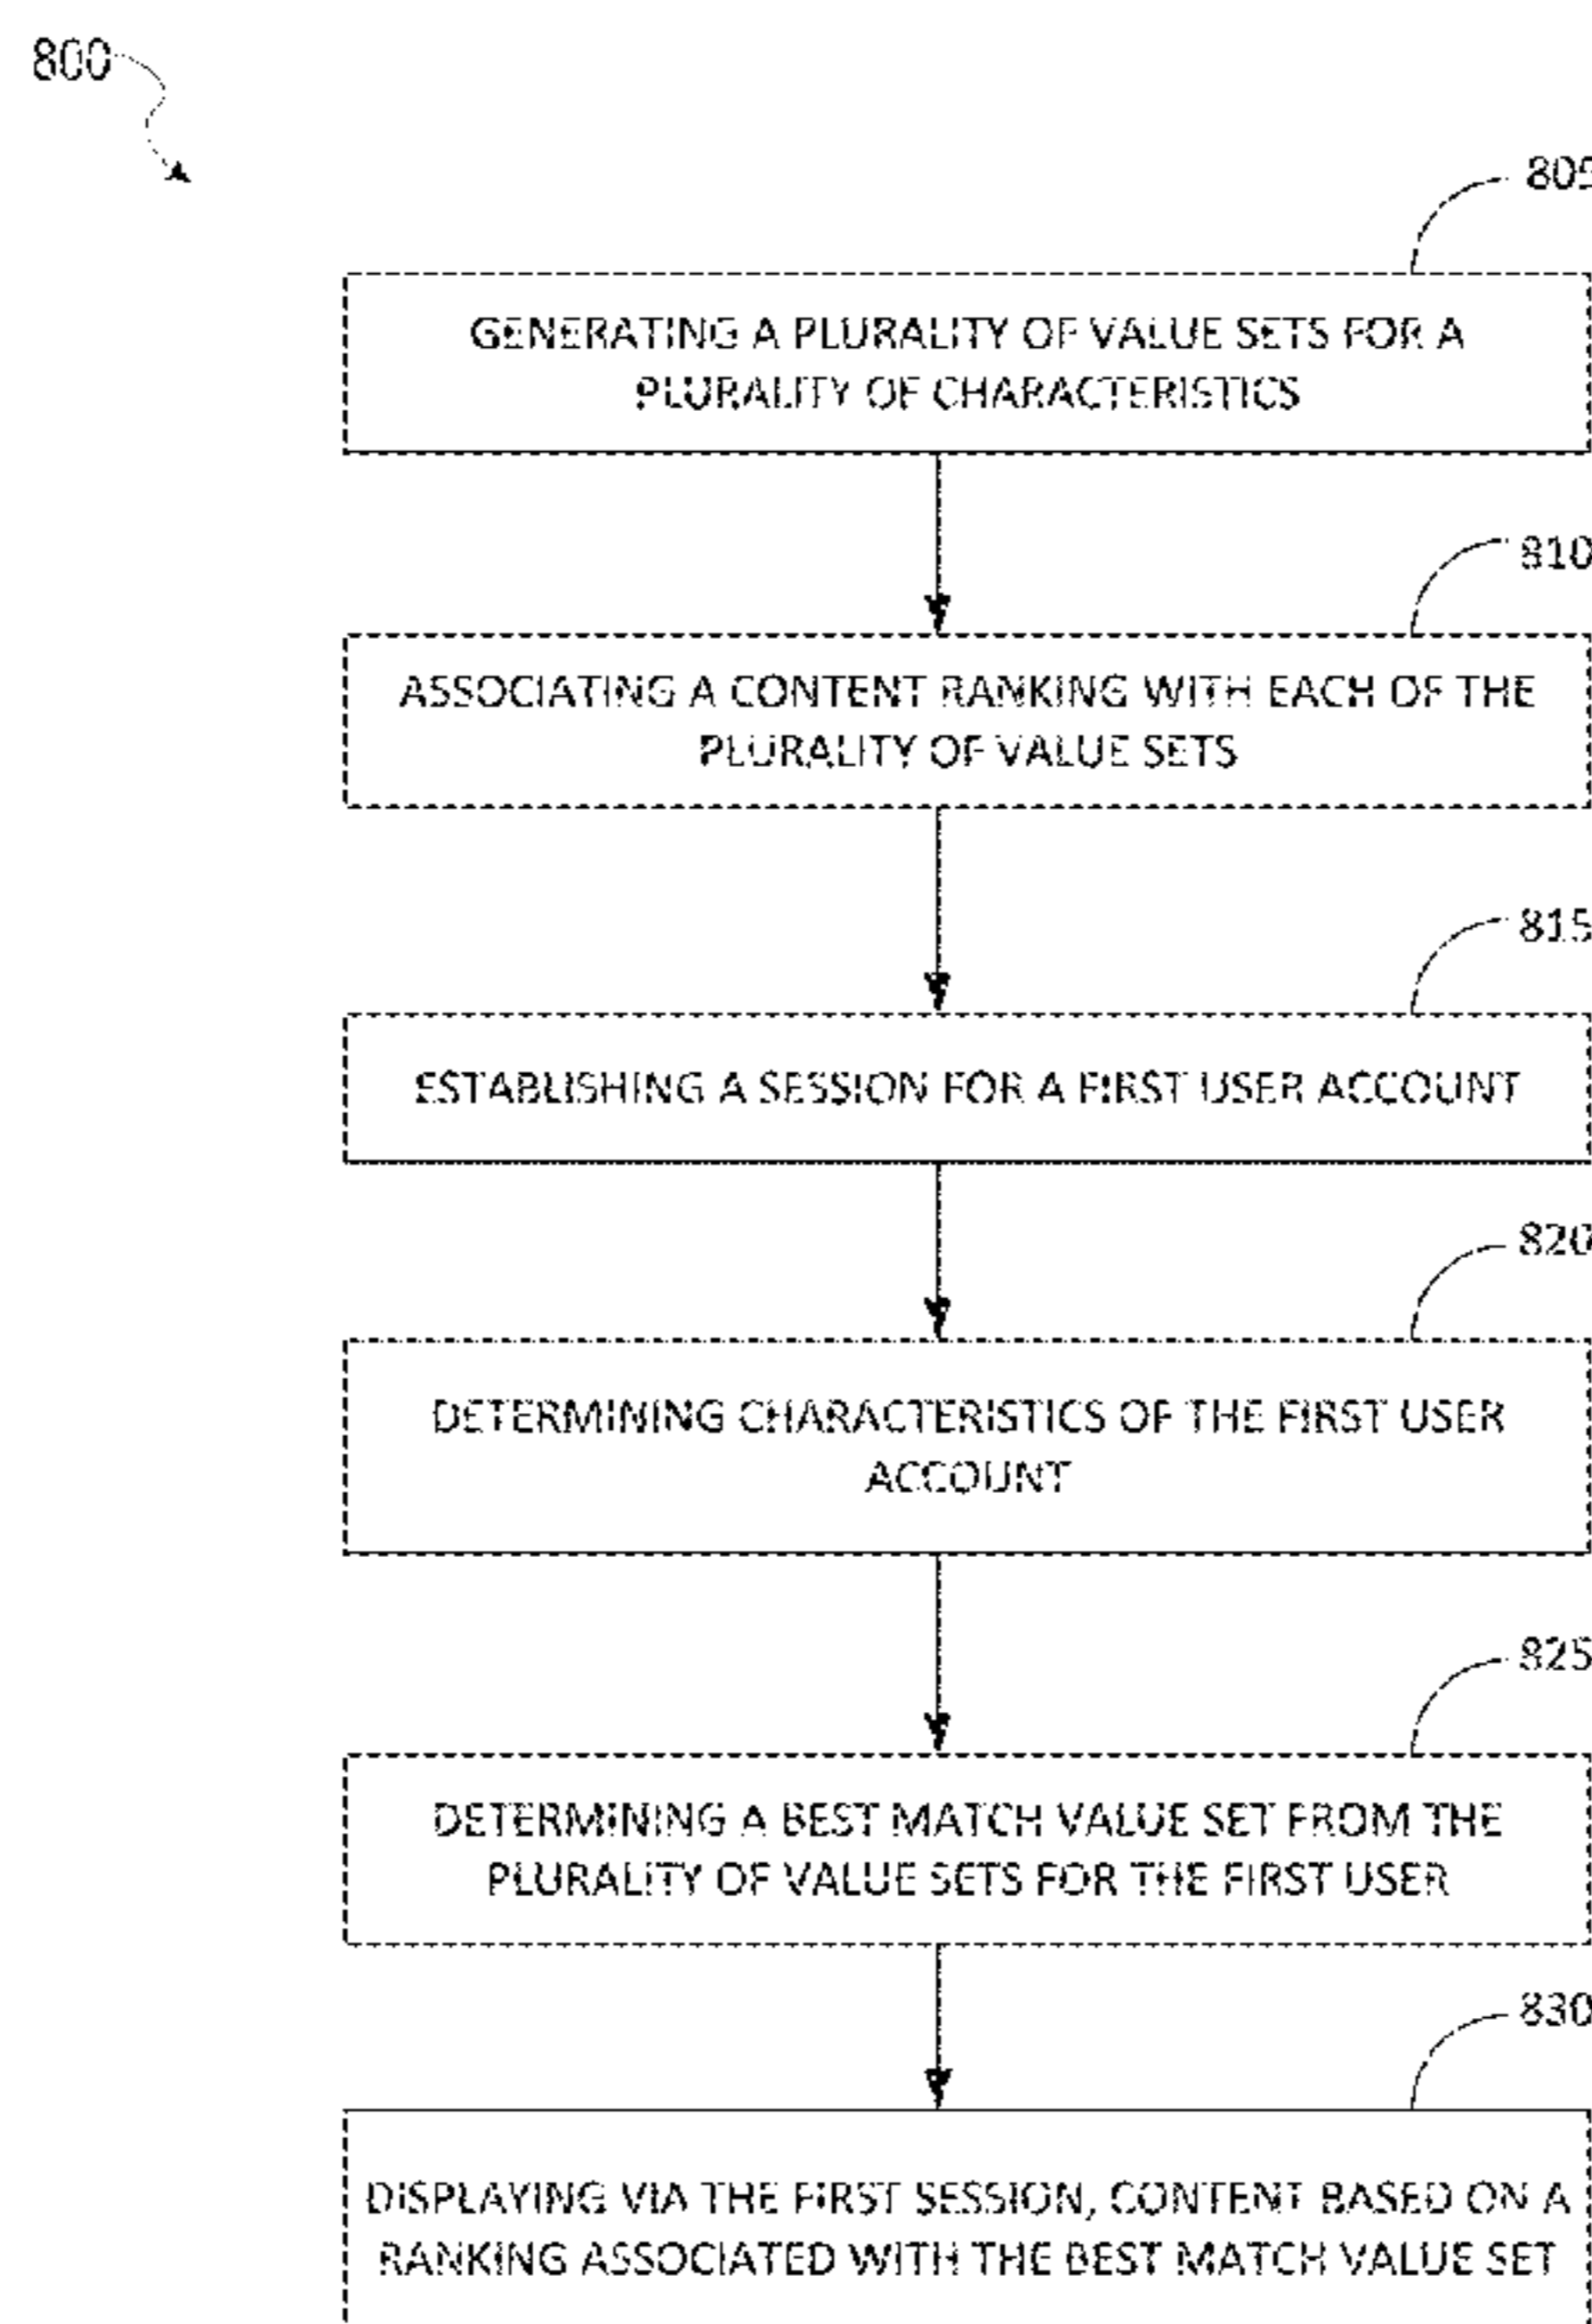 800
805
GENERATING A PLURALITY OF VALUE SETS FOR A
PLURALITY OF CHARACTERISTICS
810
ASSOCIATING A CONTENT RANKING WITH EACH OF THE
PLURALITY OF VALUE SETS
815
ESTABLISHING A SESSION FOR A FIRST USER ACCOUNT
820
DETERMINING CHARACTERISTICS OF THE FIRST USER
ACCOUNT
825
DETERMINING A BEST MATCH VALUE SET FROM THE
PLURALITY OF VALUE SETS FOR THE FIRST USER
830
DISPLAYING VIA THE FIRST SESSION, CONTENT BASED ON A
RANKING ASSOCIATED WITH THE BEST MATCH VALUE SET